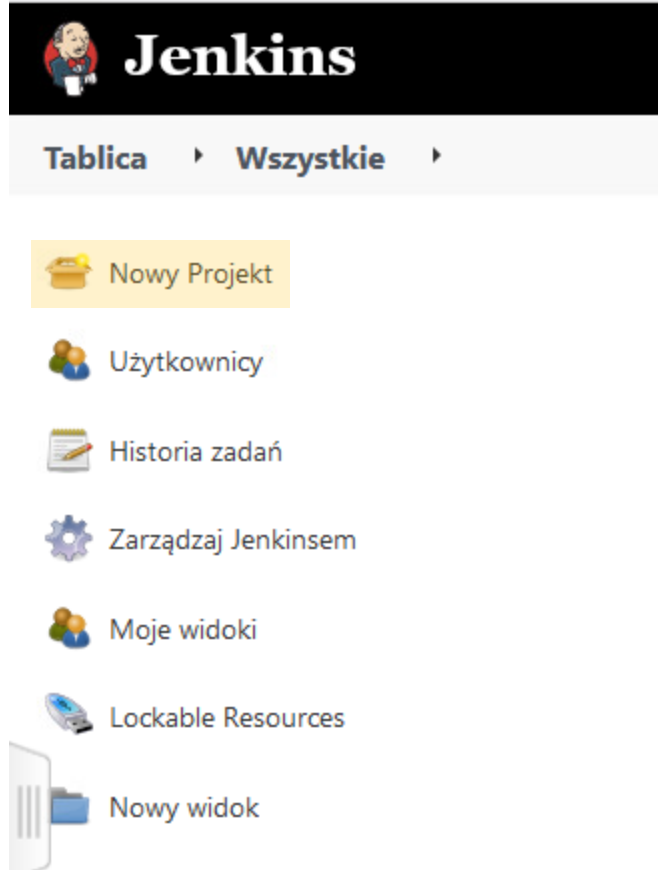 Jenkins
Tablica Wszystkie
Nowy Projekt
Użytkownicy
Historia zadań
Zarządzaj Jenkinsem
Moje widoki
Lockable Resources
Nowy widok